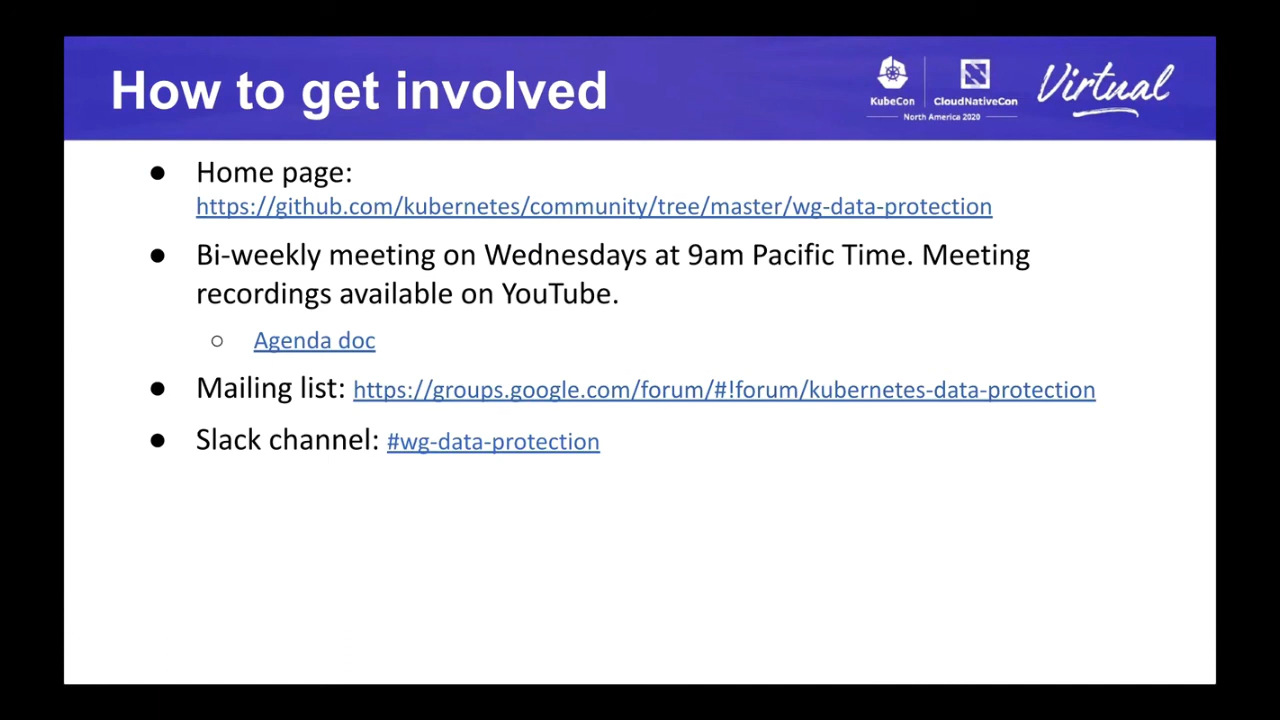 How to get involved
KubeCon
CloudNativeCon
North America 2020
Virtual
● Home page:
https://github.com/kubernetes/community/tree/master/wg-data-protection
● Bi-weekly meeting on Wednesdays at 9am Pacific Time. Meeting
recordings available on YouTube.
○ Agenda doc
● Mailing list: https://groups.google.com/forum/#!forum/kubernetes-data-protection
● Slack channel: #wg-data-protection